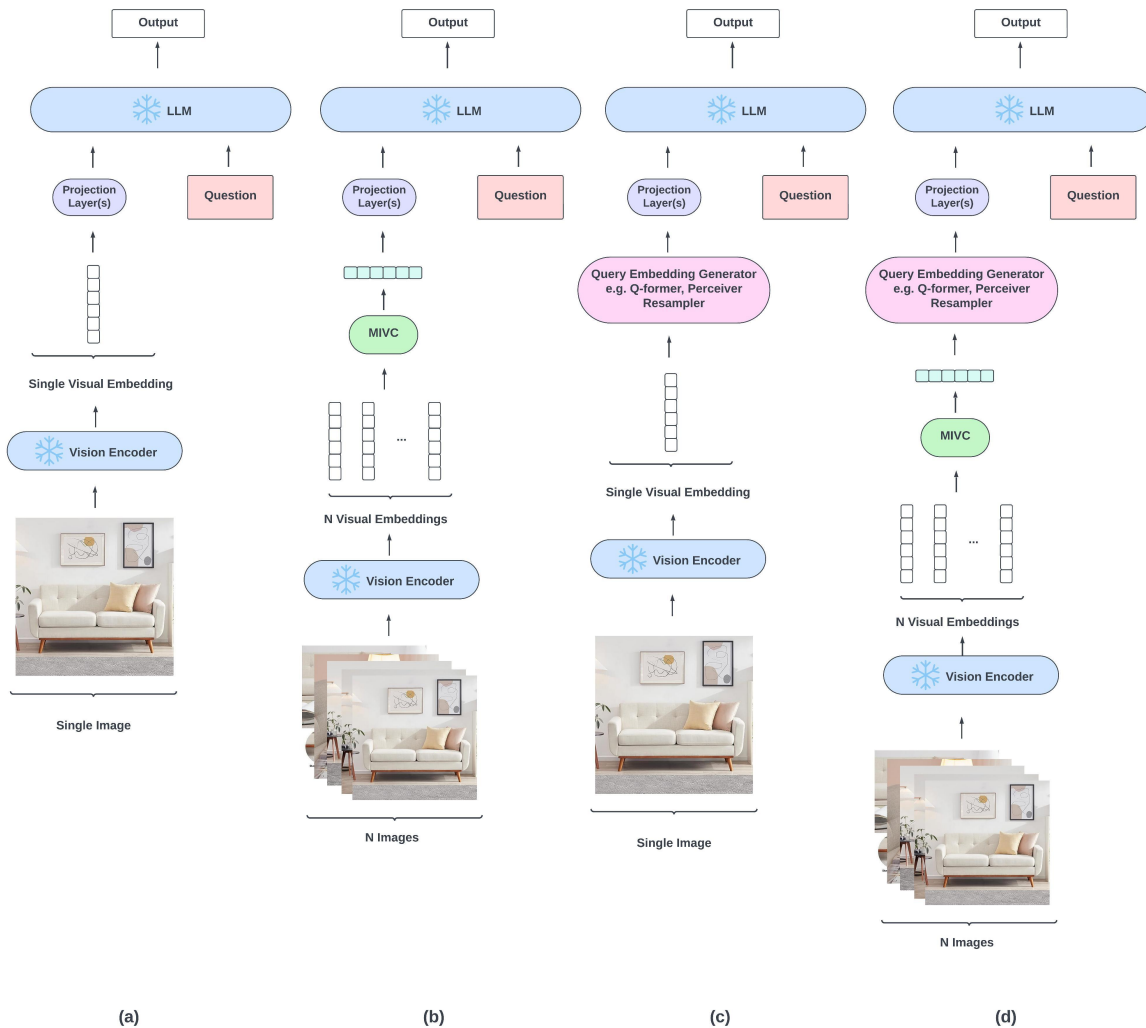 Output
LLM
Projection
Layer(s)
Question
Single Visual Embedding
Vision Encoder
Single Image
(a)
Output
LLM
Projection
Layer(s)
Question
MIVC
...
N Visual Embeddings
Vision Encoder
N Images
(b)
Output
LLM
Projection
Layer(s)
Question
Query Embedding Generator
e.g. Q-former, Perceiver
Resampler
Single Visual Embedding
Vision Encoder
Single Image
(c)
Output
LLM
Projection
Layer(s)
Question
Query Embedding Generator
e.g. Q-former, Perceiver
Resampler
MIVC
...
N Visual Embeddings
Vision Encoder
N Images
(d)